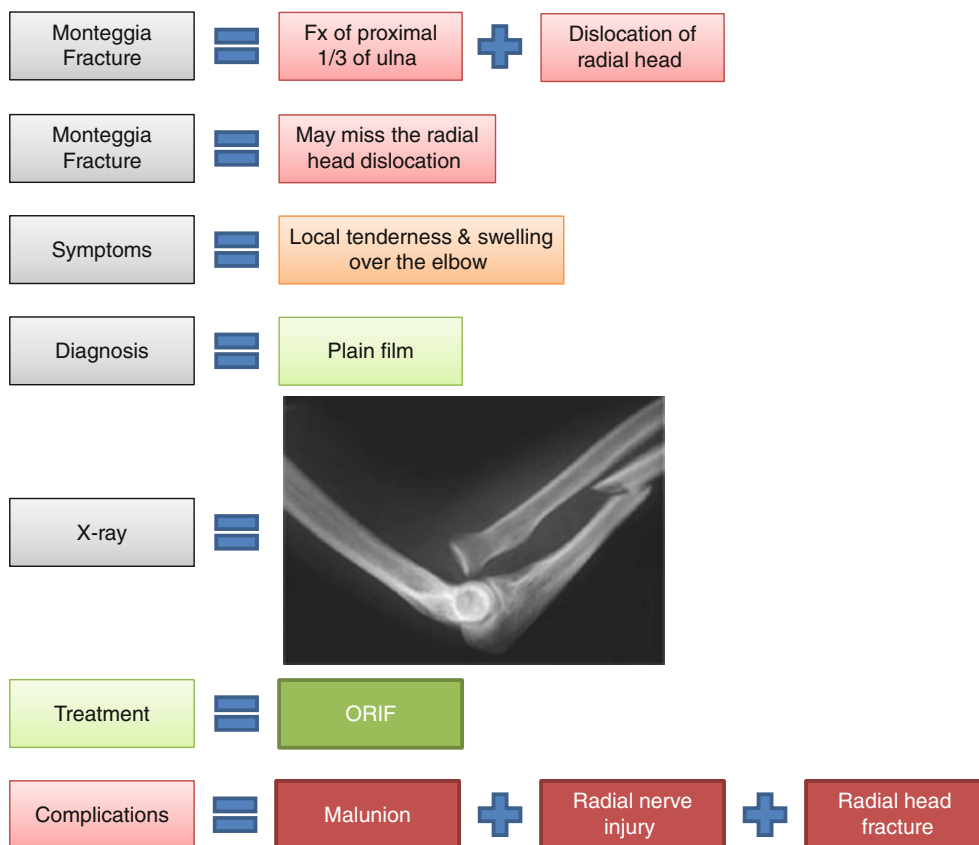 Monteggia
Fracture
Fx of proximal
1/3 of ulna
Dislocation of
radial head
Monteggia
Fracture
May miss the radial
head dislocation
Symptoms
Local tenderness & swelling
over the elbow
Diagnosis
Plain film
X-ray
Treatment
ORIF
Complications
Malunion
Radial nerve
injury
Radial head
fracture